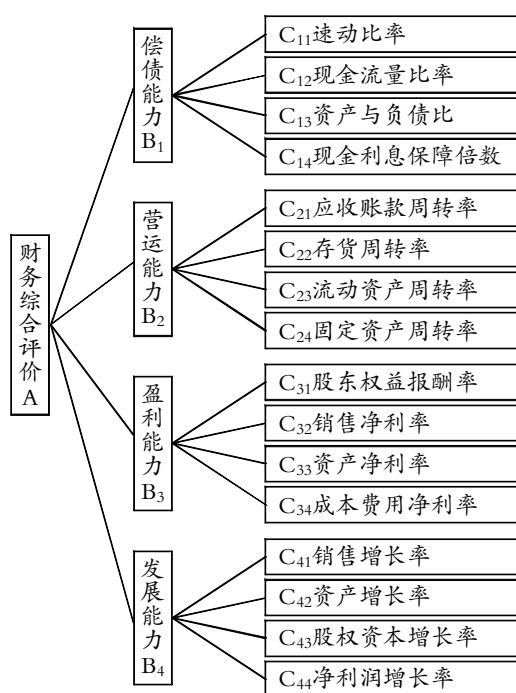 财务综合评价A
偿债能力B₁
C₁₁速动比率
C₁₂现金流量比率
C₁₃资产与负债比
C₁₄现金利息保障倍数
营运能力B₂
C₂₁应收账款周转率
C₂₂存货周转率
C₂₃流动资产周转率
C₂₄固定资产周转率
盈利能力B₃
C₃₁股东权益报酬率
C₃₂销售净利率
C₃₃资产净利率
C₃₄成本费用净利率
发展能力B₄
C₄₁销售增长率
C₄₂资产增长率
C₄₃股权资本增长率
C₄₄净利润增长率